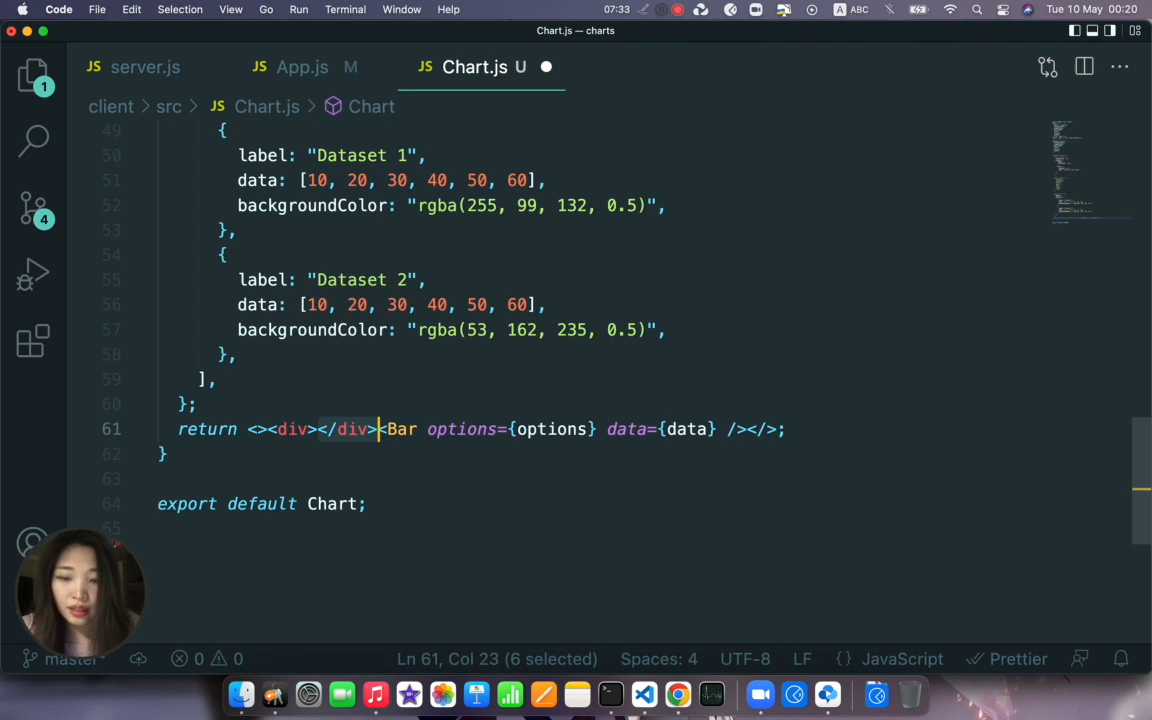 Code File Edit Selection View Go Run Terminal Window Help 07:33 A ABC Tue 10 May 00:20
Chart.js — charts
JS server.js JS App.js M JS Chart.js U
client > src > JS Chart.js > Chart
1
49 {
50 label: "Dataset 1",
51 data: [10, 20, 30, 40, 50, 60],
52 backgroundColor: "rgba(255, 99, 132, 0.5)",
53 },
4
54 {
55 label: "Dataset 2",
56 data: [10, 20, 30, 40, 50, 60],
57 backgroundColor: "rgba(53, 162, 235, 0.5)",
58 },
59 ],
60 };
61 return <><div></div><Bar options={options} data={data} /></>;
62 }
63
64 export default Chart;
65
master* 0 0 Ln 61, Col 23 (6 selected) Spaces: 4 UTF-8 LF {} JavaScript Prettier